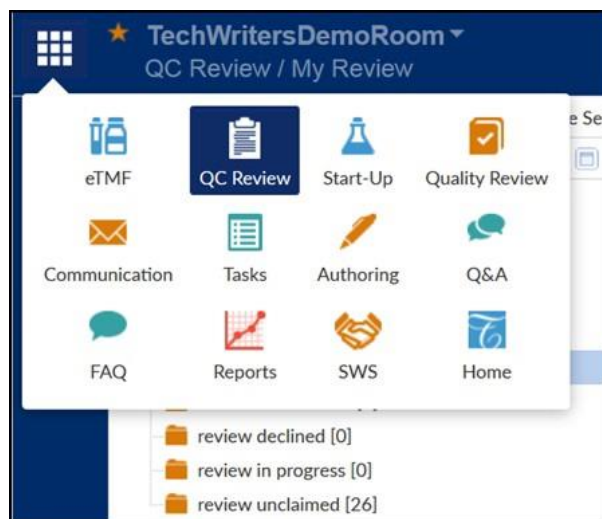 TechWritersDemoRoom
QC Review / My Review
e Se
eTMF QC Review Start-Up Quality Review
Communication Tasks Authoring Q&A
FAQ Reports SWS Home
review declined [0]
review in progress [0]
review unclaimed [26]